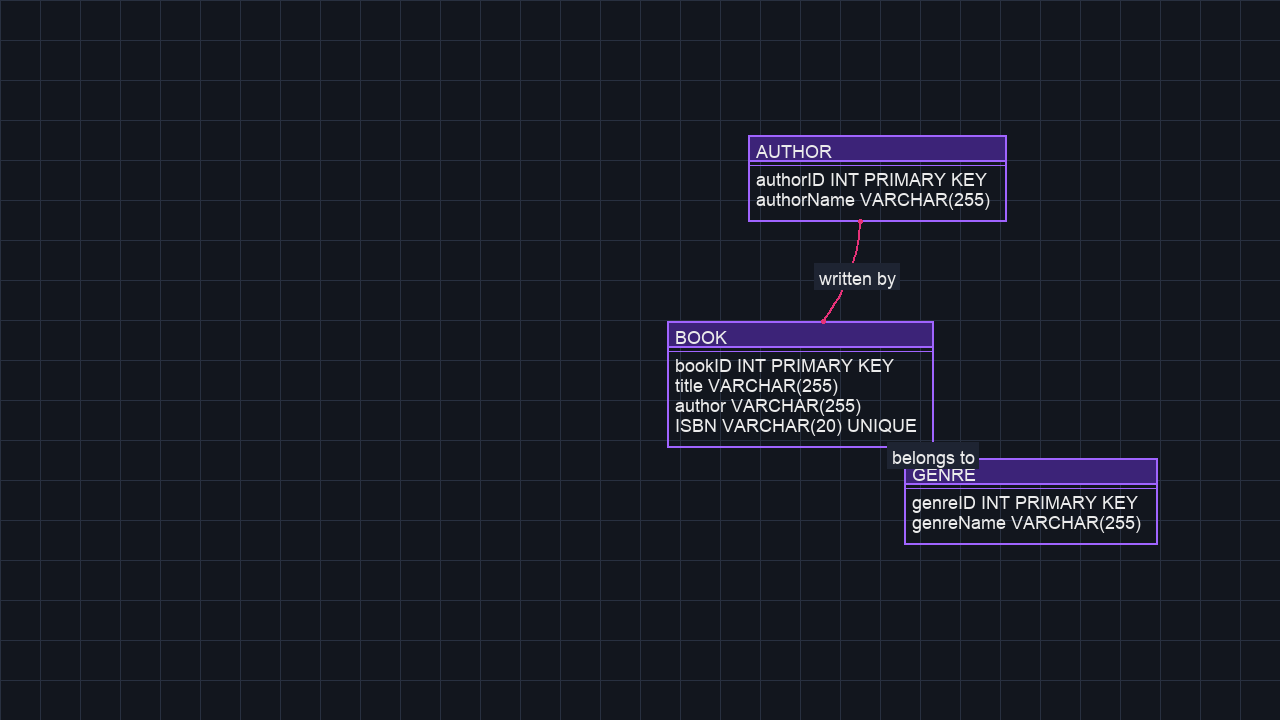 AUTHOR
authorID INT PRIMARY KEY
authorName VARCHAR(255)
written by
BOOK
bookID INT PRIMARY KEY
title VARCHAR(255)
author VARCHAR(255)
ISBN VARCHAR(20) UNIQUE
belongs to
GENRE
genreID INT PRIMARY KEY
genreName VARCHAR(255)